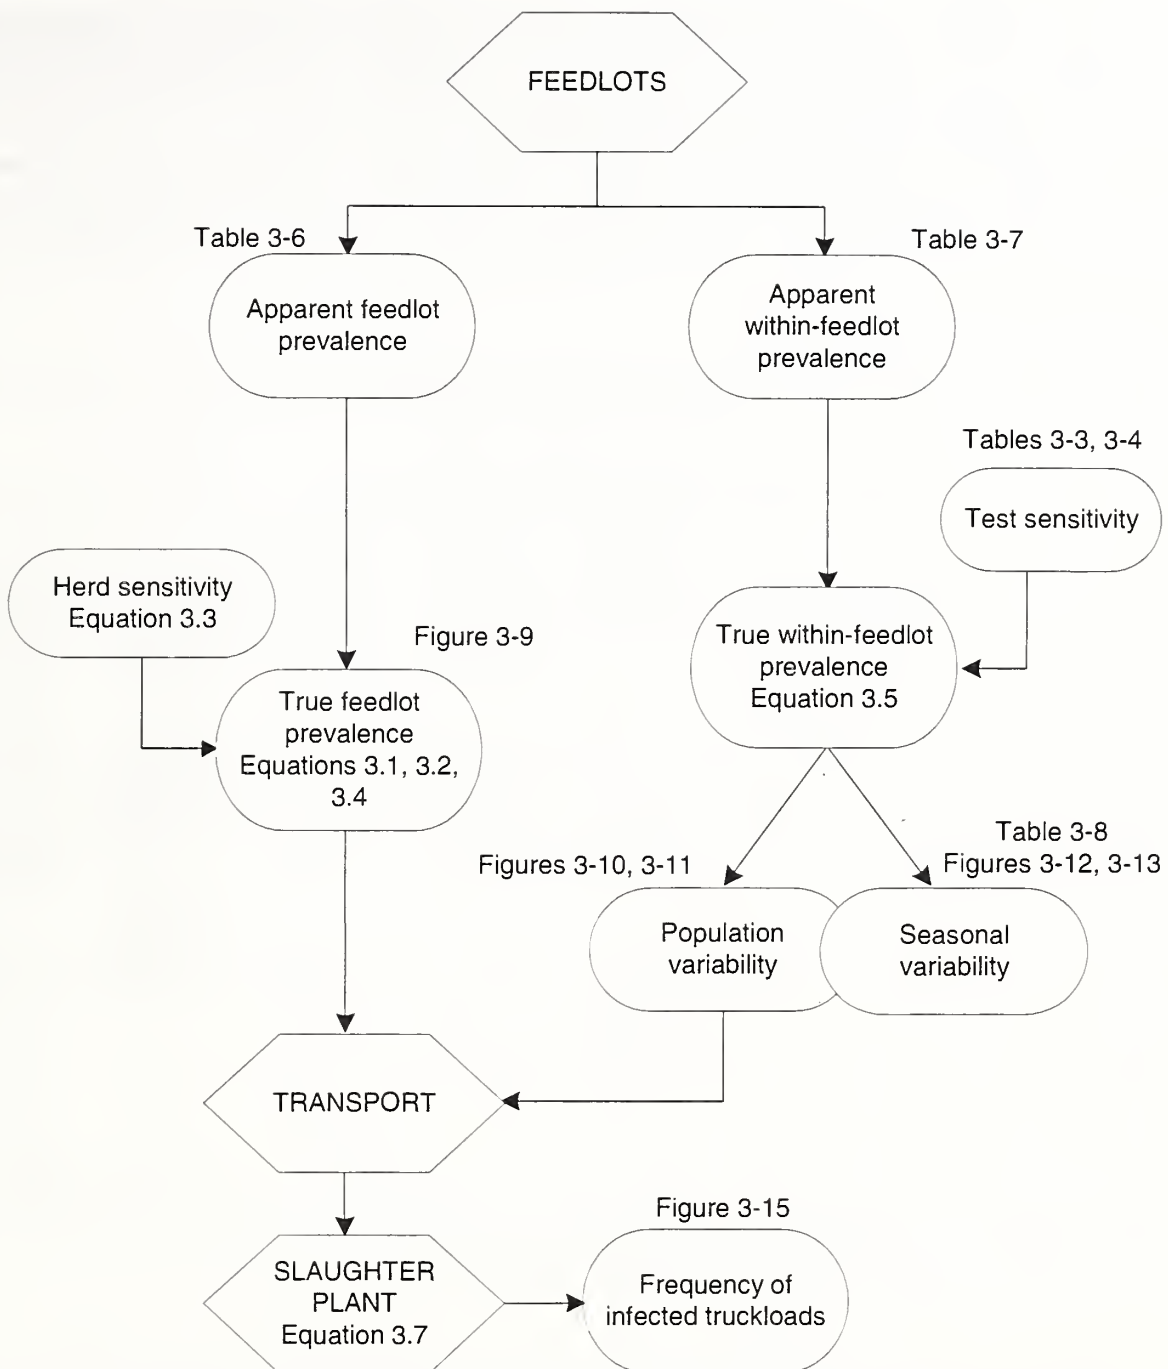 FEEDLOTS
Table 3-6
Table 3-7
Apparent feedlot
prevalence
Apparent
within-feedlot
prevalence
Tables 3-3, 3-4
Test sensitivity
Herd sensitivity
Equation 3.3
Figure 3-9
True within-feedlot
prevalence
Equation 3.5
True feedlot
prevalence
Equations 3.1, 3.2,
3.4
Figures 3-10, 3-11
Table 3-8
Figures 3-12, 3-13
Population
variability
Seasonal
variability
TRANSPORT
Figure 3-15
SLAUGHTER
PLANT
Equation 3.7
Frequency of
infected truckloads